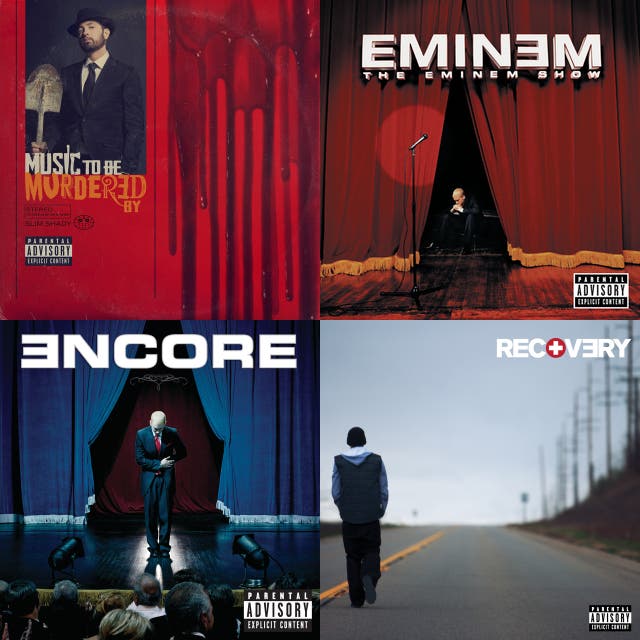 MUSIC TO BE
MURDERED
BY
STEREO
SLIM SHADY
PARENTAL
ADVISORY
EXPLICIT CONTENT
EMINƎM
THE EMINEM SHOW
PARENTAL
ADVISORY
EXPLICIT CONTENT
ƎNCORE
PARENTAL
ADVISORY
EXPLICIT CONTENT
RECOVERY
PARENTAL
ADVISORY
EXPLICIT CONTENT